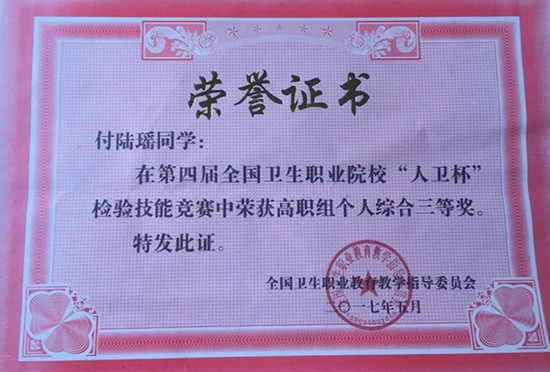 荣誉证书
付陆瑶同学：
在第四届全国卫生职业院校“人卫杯”
检验技能竞赛中荣获高职组个人综合三等奖。
特发此证。
全国卫生职业教育教学指导委员会
二〇一七年五月